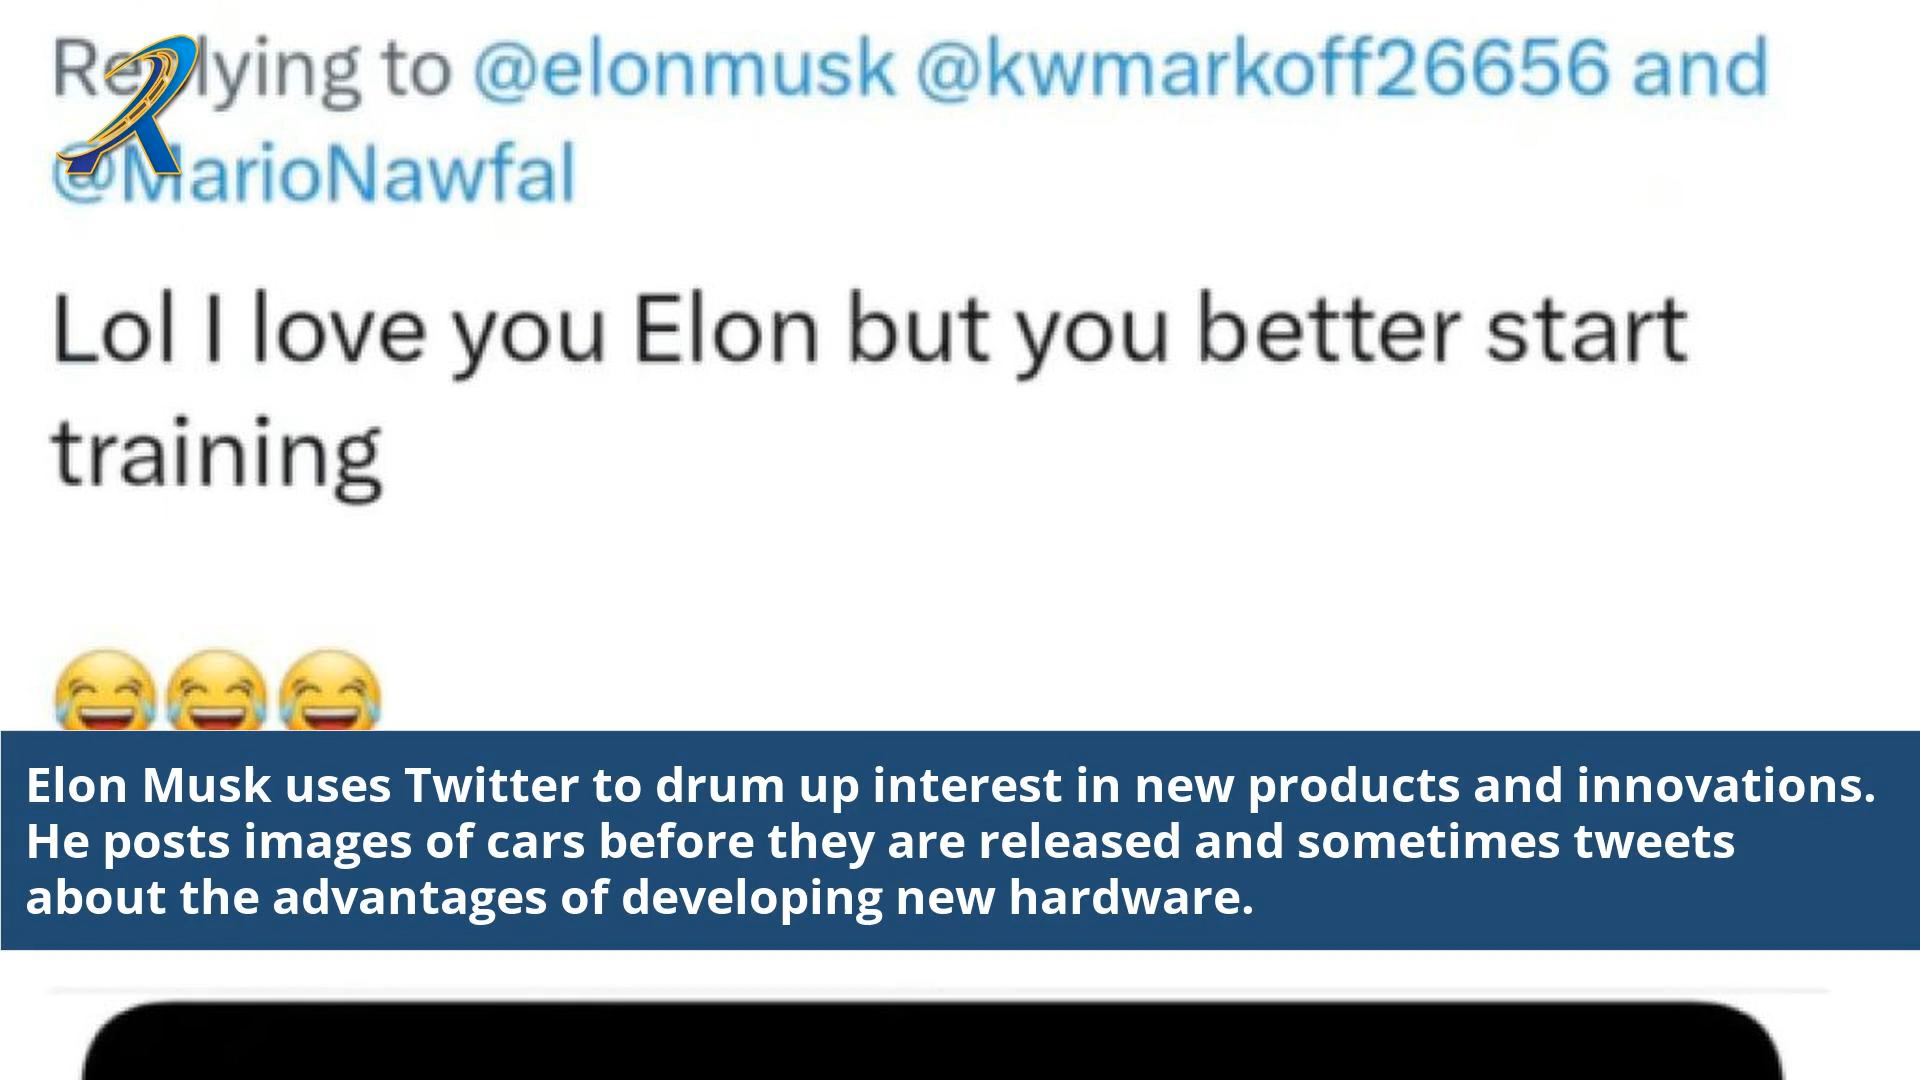 Replying to @elonmusk @kwmarkoff26656 and
@MarioNawfal
Lol I love you Elon but you better start
training
😂😂😂
Elon Musk uses Twitter to drum up interest in new products and innovations.
He posts images of cars before they are released and sometimes tweets
about the advantages of developing new hardware.